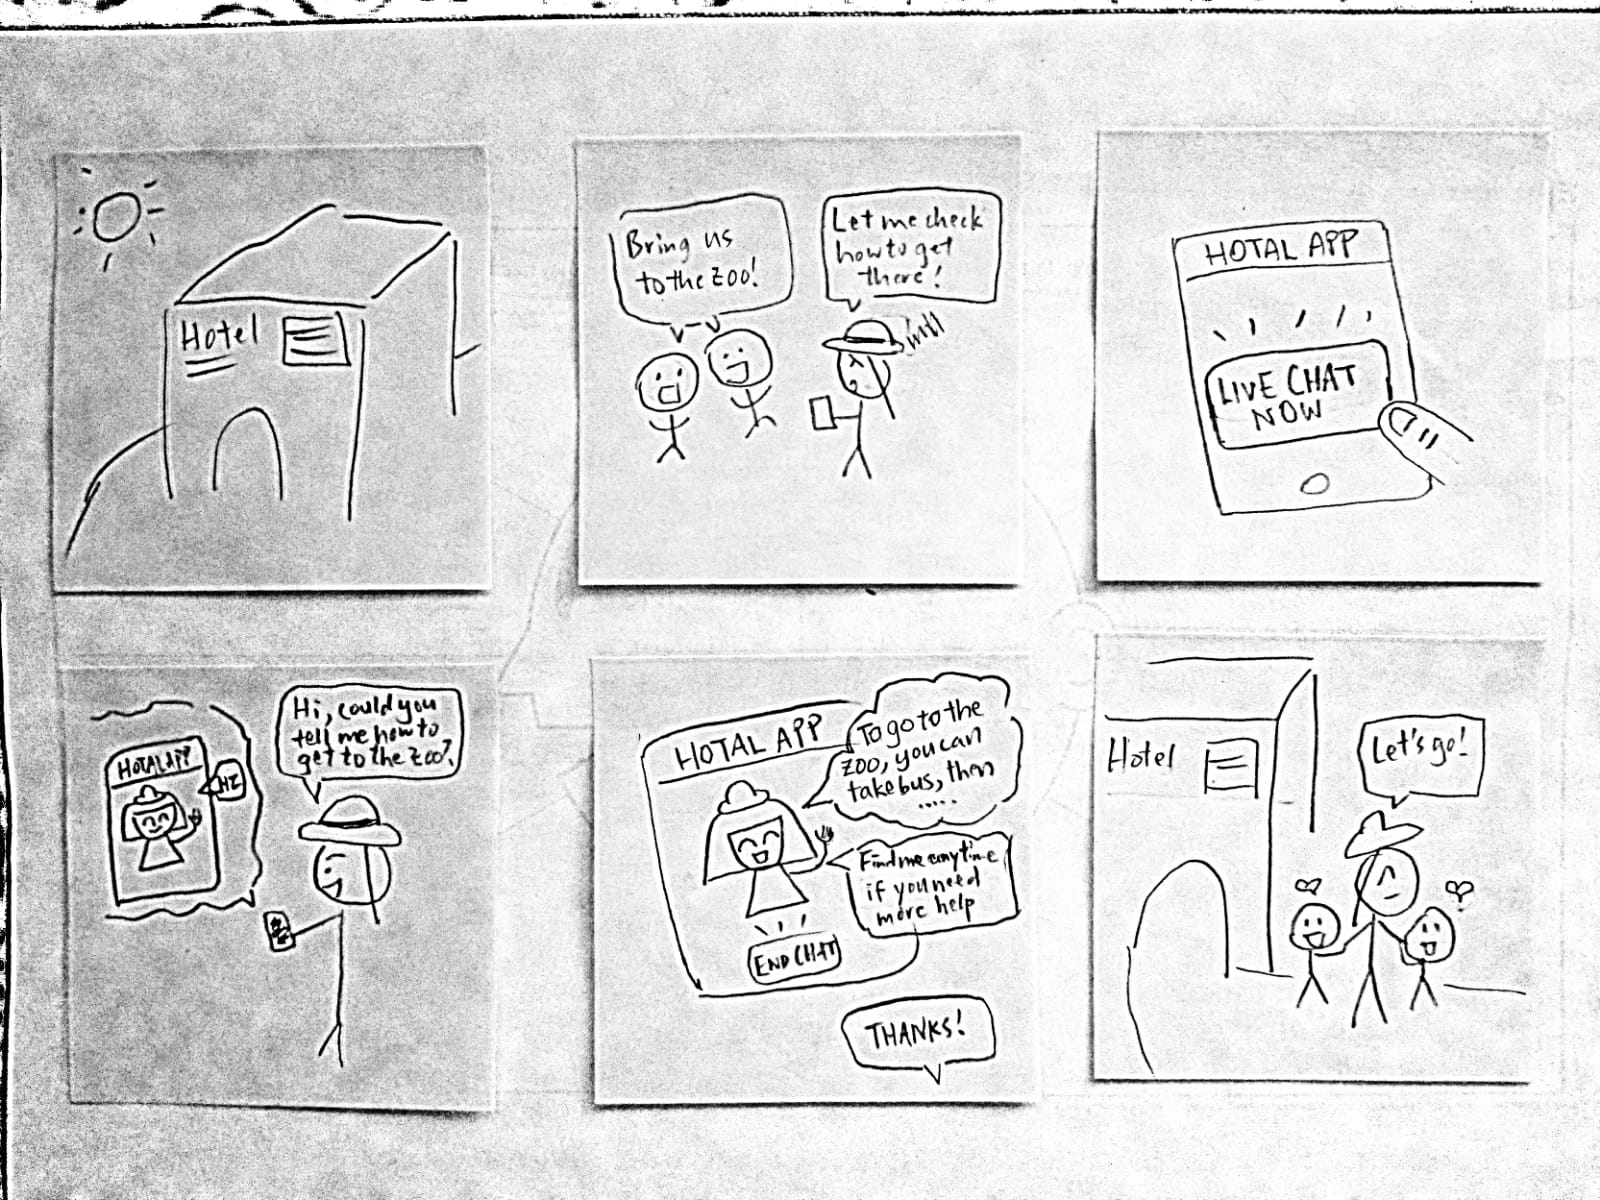 Hotel
Bring us
to the zoo!
Let me check
how to get
there!
HOTAL APP
LIVE CHAT
NOW
HOTAL APP
HI
Hi, could you
tell me how to
get to the zoo?
HOTAL APP
To go to the
zoo, you can
take bus, then
.....
Find me anytime
if you need
more help
END CHAT
THANKS!
Hotel
Let's go!